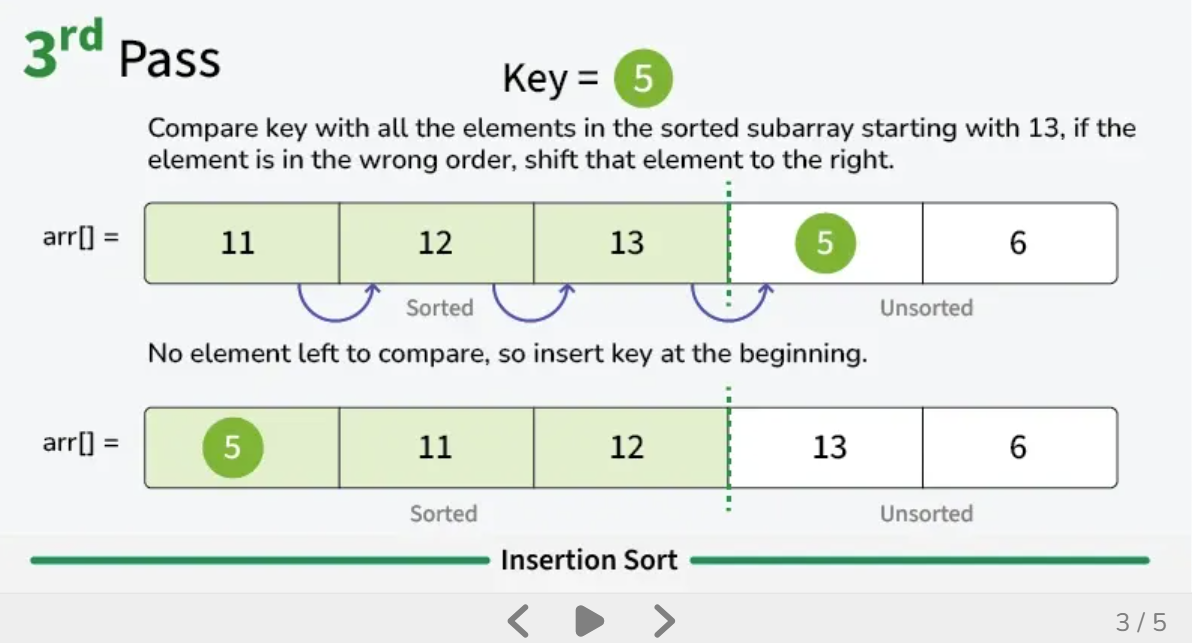 3rd Pass
Key = 5
Compare key with all the elements in the sorted subarray starting with 13, if the
element is in the wrong order, shift that element to the right.
arr[] = 11 12 13 5 6
Sorted Unsorted
No element left to compare, so insert key at the beginning.
arr[] = 5 11 12 13 6
Sorted Unsorted
Insertion Sort
3 / 5